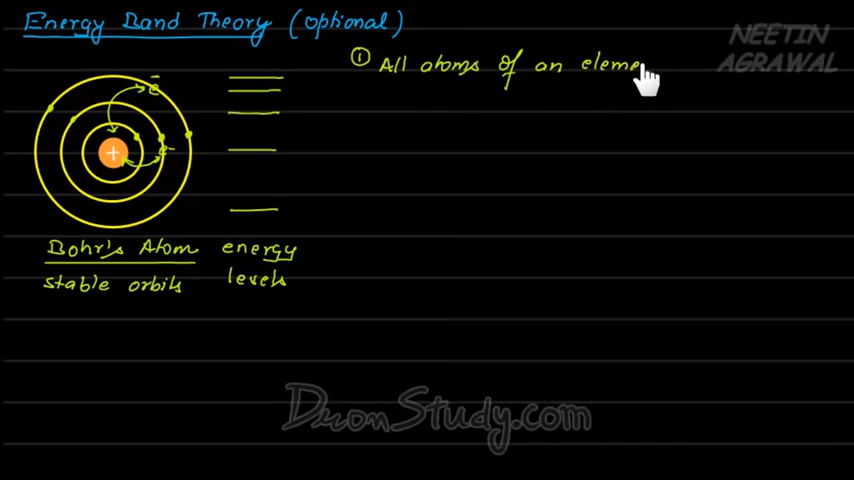 Energy Band Theory (optional)
NEETIN
AGRAWAL
① All atoms of an eleme
e-
+
e-
Bohr's Atom
stable orbits
energy
levels
DronStudy.com